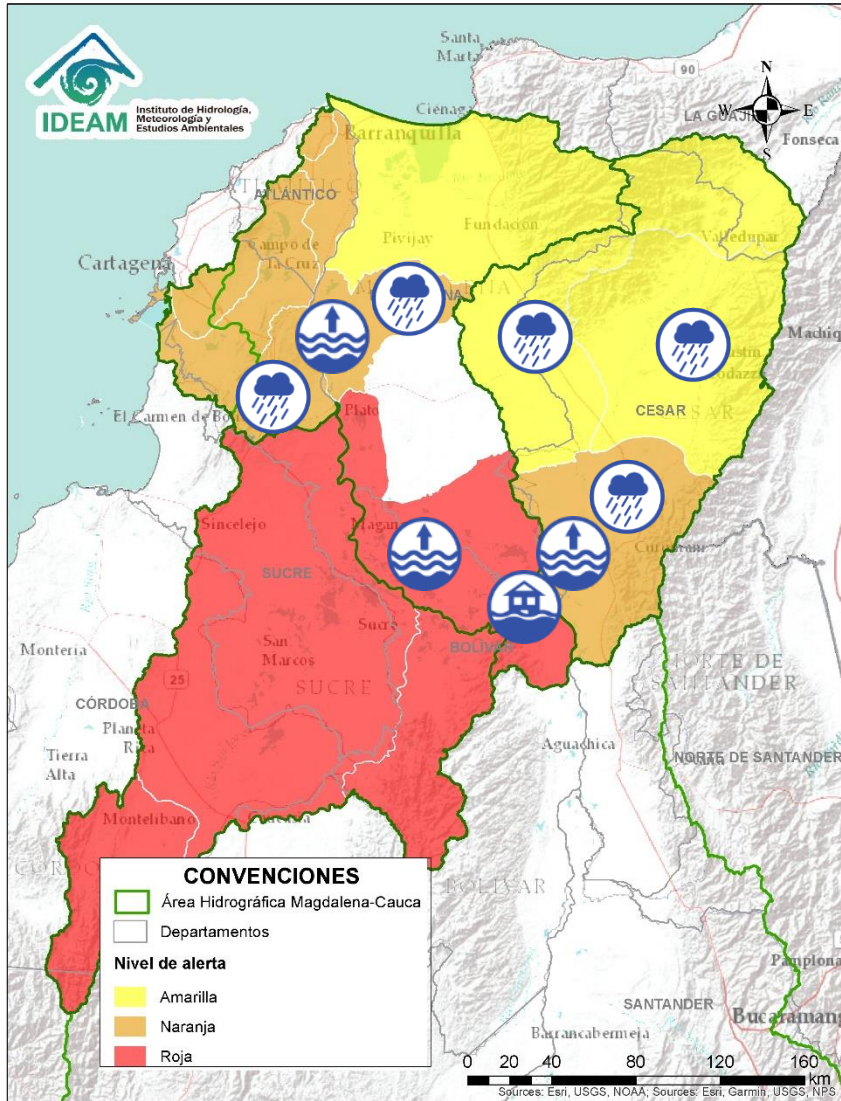 IDEAM
Instituto de Hidrología,
Meteorología y
Estudios Ambientales
Santa
Marta
90
N
W
E
S
LA GUAJI
Fonseca
Ciénaga
Barranquilla
ATLÁNTICO
Campo de
la Cruz
Pivijay
Fundación
Valledupar
Cartagena
Machiq
El Carmen de Bo
Plato
CESAR
Sincelejo
SUCRE
Magan
Curumani
Sucre
San
Marcos
BOLÍVAR
SUCRE
Montería
25
CÓRDOBA
Planeta
Rica
Tierra
Alta
NORTE DE
SANTANDER
NORTE DE SANTANDER
Aguachica
Montelibano
BOLÍVAR
CONVENCIONES
Área Hidrográfica Magdalena-Cauca
Departamentos
Nivel de alerta
Amarilla
Naranja
Roja
Pamplona
SANTANDER
Bucaramang
Barrancabermeja
0 20 40 80 120 160
km
Sources: Esri, USGS, NOAA; Sources: Esri, Garmin, USGS, NPS